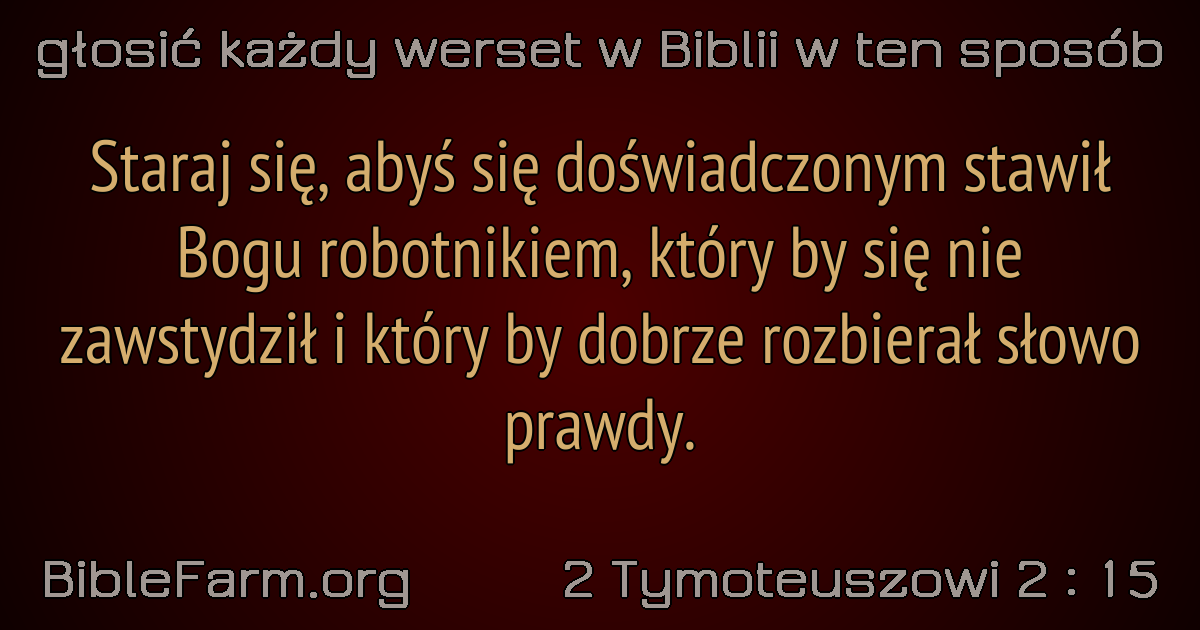 głosić każdy werset w Biblii w ten sposób
Staraj się, abyś się doświadczonym stawił
Bogu robotnikiem, który by się nie
zawstydził i który by dobrze rozbierał słowo
prawdy.
BibleFarm.org
2 Tymoteuszowi 2 : 15